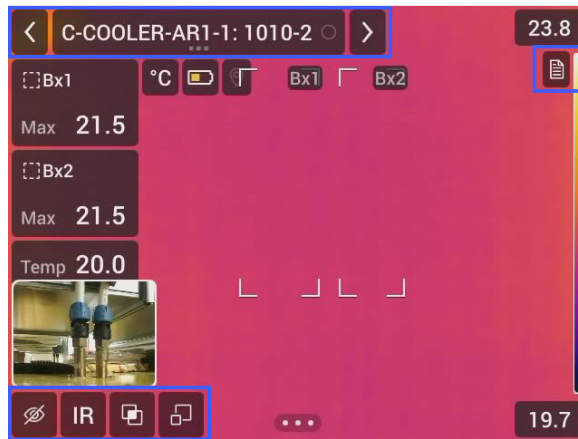 C-COOLER-AR1-1: 1010-2
23.8
Bx1
°C
Bx1
Bx2
Max 21.5
Bx2
Max 21.5
Temp 20.0
IR
19.7